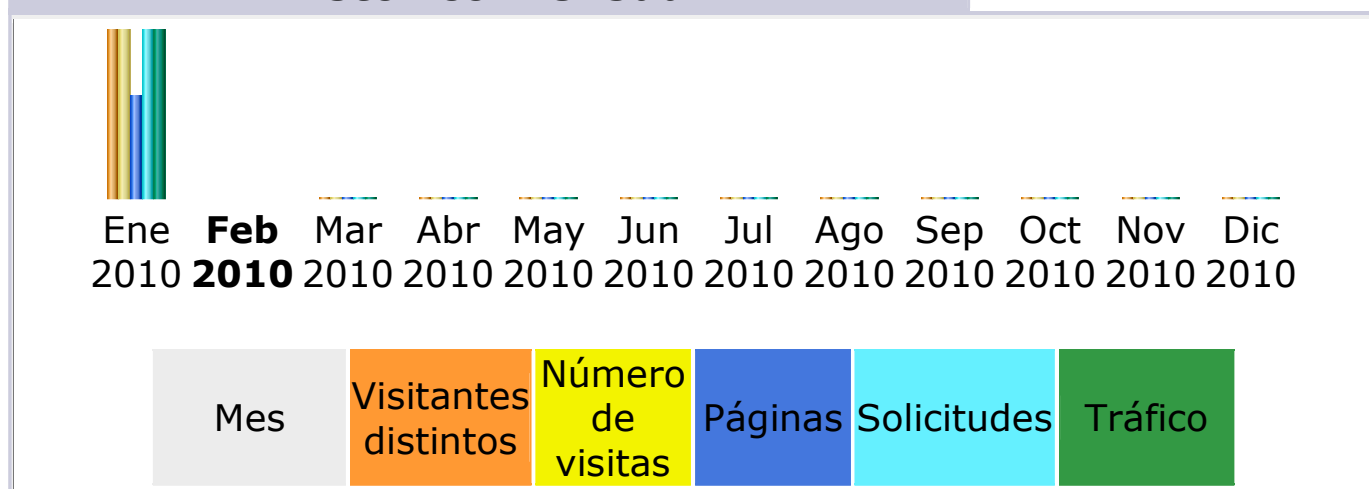 Ene Feb Mar Abr May Jun Jul Ago Sep Oct Nov Dic
2010 2010 2010 2010 2010 2010 2010 2010 2010 2010 2010 2010
Mes
Visitantes
distintos
Número
de
visitas
Páginas
Solicitudes
Tráfico